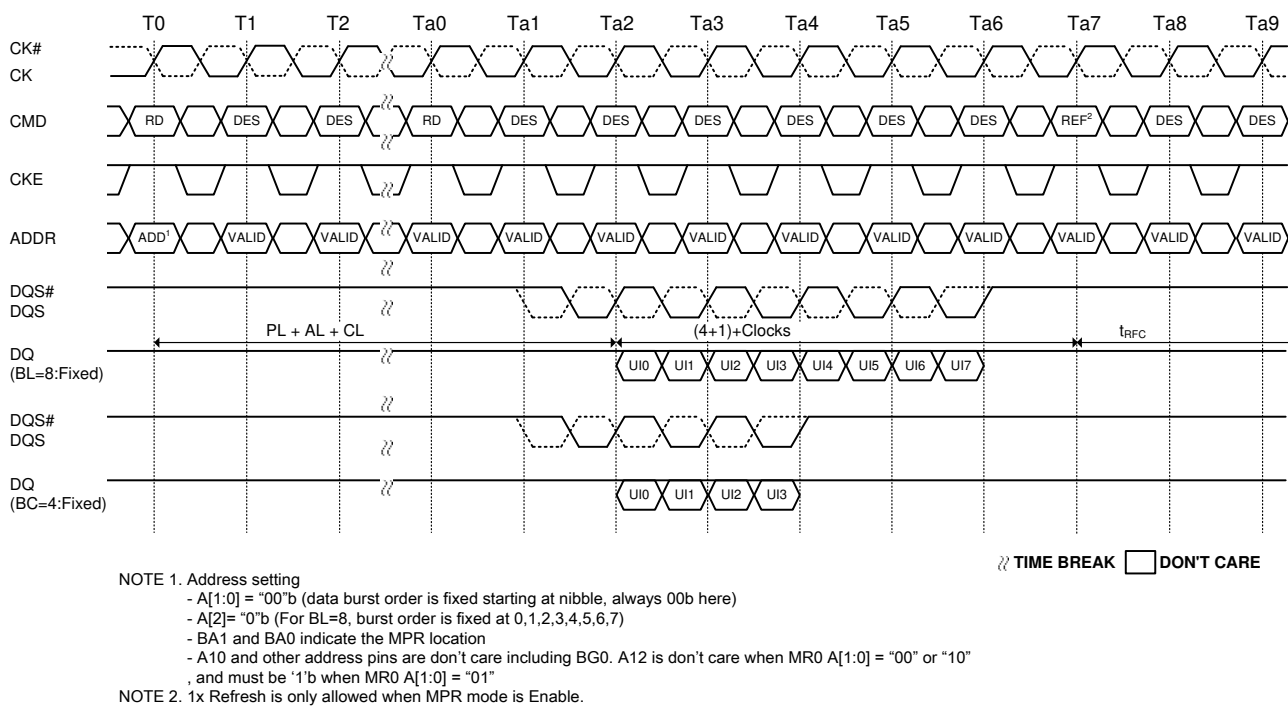 T0 T1 T2 Ta0 Ta1 Ta2 Ta3 Ta4 Ta5 Ta6 Ta7 Ta8 Ta9
CK#
CK
CMD RD DES DES RD DES DES DES DES DES DES REF2 DES DES
CKE
ADDR ADD1 VALID VALID VALID VALID VALID VALID VALID VALID VALID VALID VALID VALID
DQS#
DQS
PL + AL + CL (4+1)+Clocks tRFC
DQ
(BL=8:Fixed) UI0 UI1 UI2 UI3 UI4 UI5 UI6 UI7
DQS#
DQS
DQ
(BC=4:Fixed) UI0 UI1 UI2 UI3
TIME BREAK DON'T CARE
NOTE 1. Address setting
- A[1:0] = “00”b (data burst order is fixed starting at nibble, always 00b here)
- A[2]= “0”b (For BL=8, burst order is fixed at 0,1,2,3,4,5,6,7)
- BA1 and BA0 indicate the MPR location
- A10 and other address pins are don’t care including BG0. A12 is don’t care when MR0 A[1:0] = “00” or “10”
, and must be ‘1’b when MR0 A[1:0] = “01”
NOTE 2. 1x Refresh is only allowed when MPR mode is Enable.